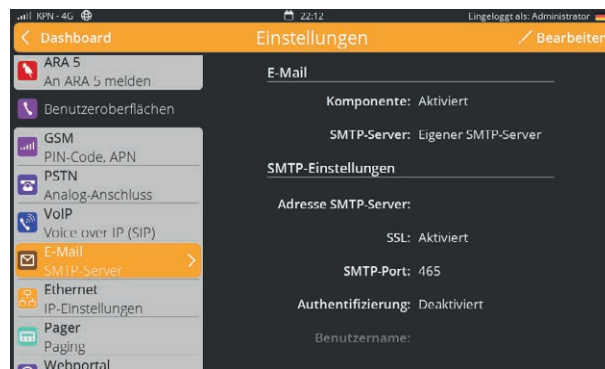 KPN - 4G
22:12
Eingeloggt als: Administrator
Dashboard
Einstellungen
Bearbeiten
ARA 5
An ARA 5 melden
Benutzeroberflächen
GSM
PIN-Code, APN
PSTN
Analog-Anschluss
VoIP
Voice over IP (SIP)
E-Mail
SMTP-Server
Ethernet
IP-EInstellungen
Pager
Paging
Webportal
E-Mail
Komponente: Aktiviert
SMTP-Server: Eigener SMTP-Server
SMTP-Einstellungen
Adresse SMTP-Server:
SSL: Aktiviert
SMTP-Port: 465
Authentifizierung: Deaktiviert
Benutzername: